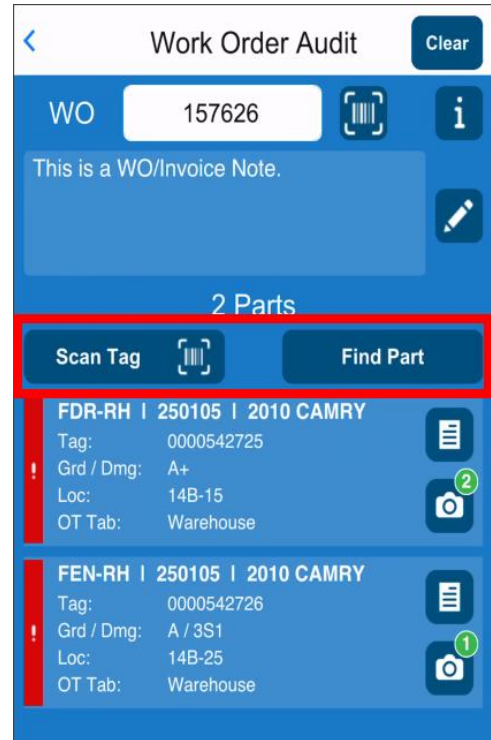 Work Order Audit Clear
WO 157626 i
This is a WO/Invoice Note.
2 Parts
Scan Tag Find Part
FDR-RH | 250105 | 2010 CAMRY
Tag: 0000542725
! Grd / Dmg: A+
2
Loc: 14B-15
OT Tab: Warehouse
FEN-RH | 250105 | 2010 CAMRY
Tag: 0000542726
! Grd / Dmg: A / 3S1
1
Loc: 14B-25
OT Tab: Warehouse